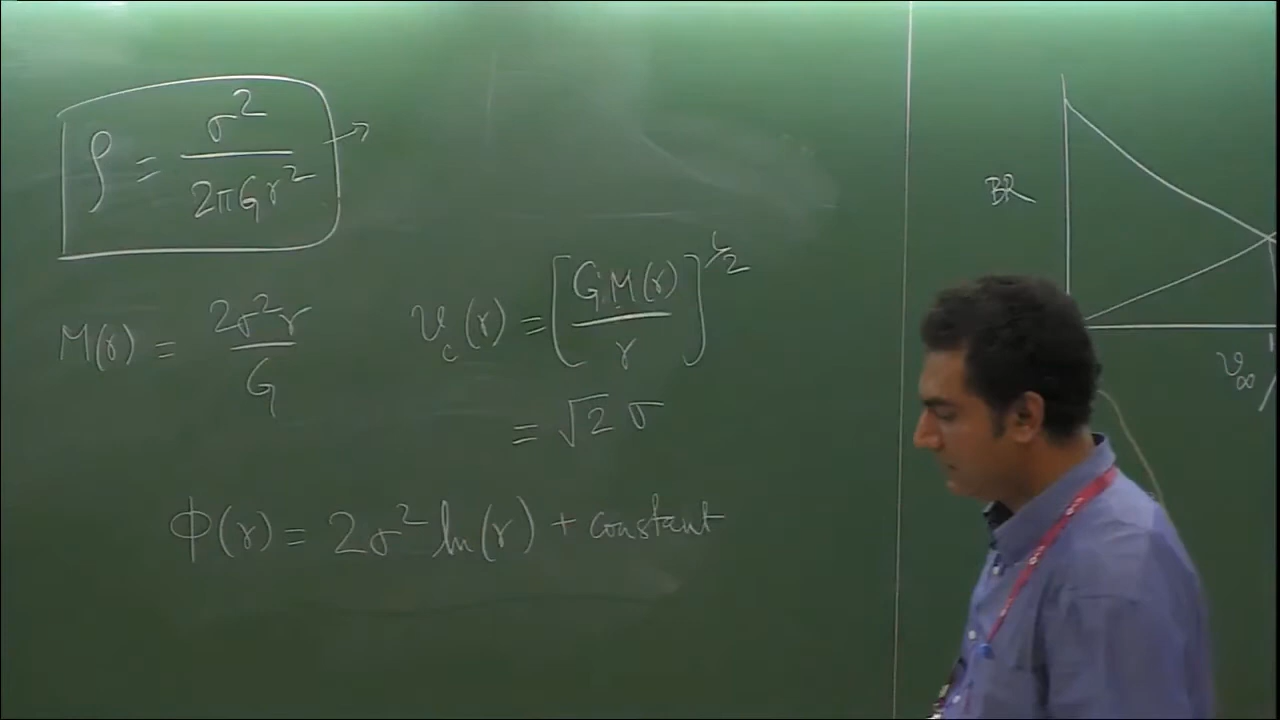 ρ = σ² / 2πGr² →
M(r) = 2σ²r / G
v_c(r) = [GM(r) / r]^{1/2}
= √2 σ
Φ(r) = 2σ² ln(r) + constant
BR
v_∞